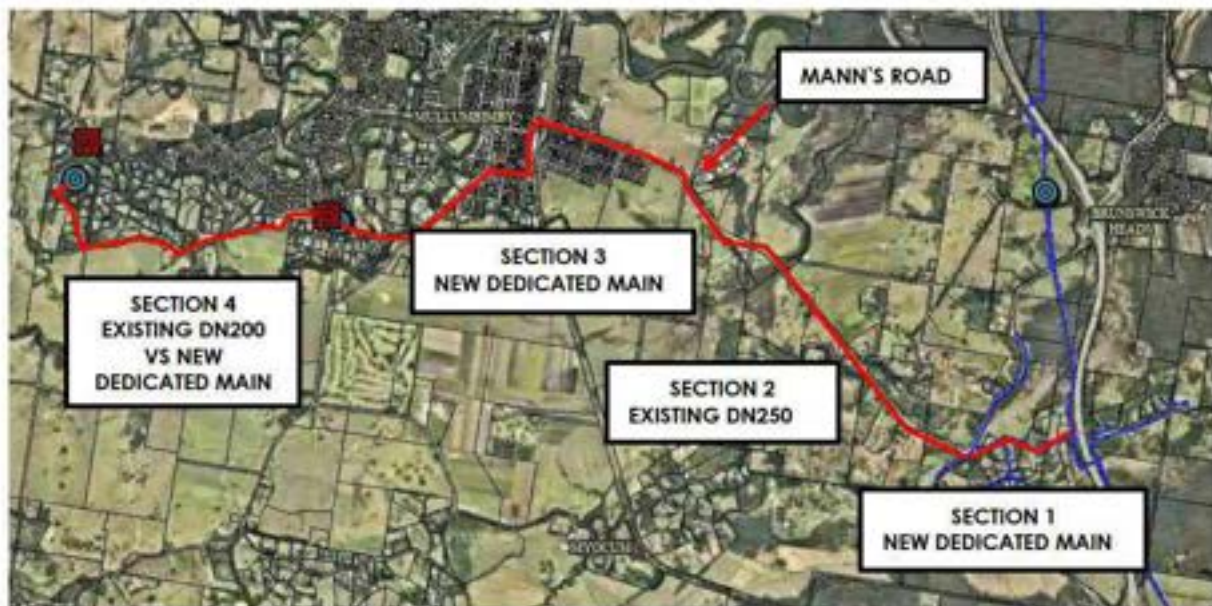 MANN'S ROAD
MULLUMBIMBY
BRUNSWICK
HEADS
SECTION 3
NEW DEDICATED MAIN
SECTION 4
EXISTING DN200
VS NEW
DEDICATED MAIN
SECTION 2
EXISTING DN250
SECTION 1
NEW DEDICATED MAIN